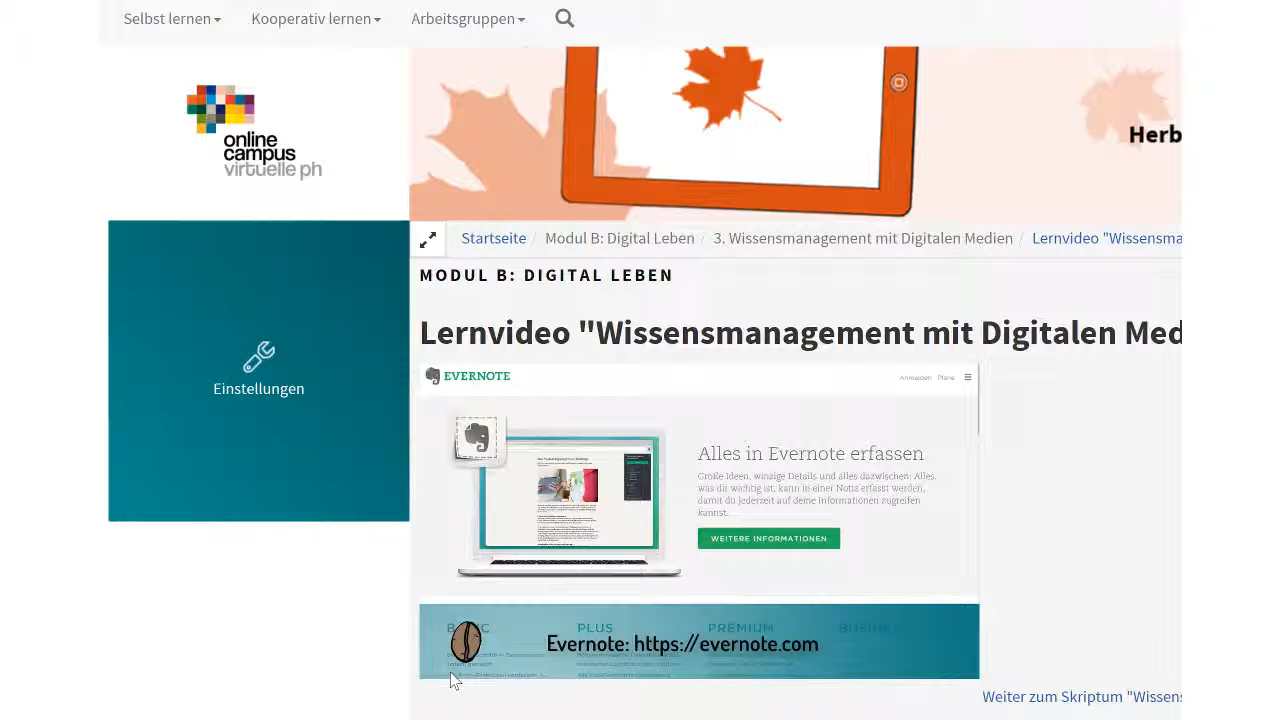 Selbst lernen Kooperativ lernen Arbeitsgruppen
online
campus
virtuelle ph
Herb
Einstellungen
Startseite / Modul B: Digital Leben / 3. Wissensmanagement mit Digitalen Medien / Lernvideo "Wissensma
MODUL B: DIGITAL LEBEN
Lernvideo "Wissensmanagement mit Digitalen Med
EVERNOTE
Anmelden Pläne
Alles in Evernote erfassen
Große Ideen, winzige Details und alles dazwischen: Alles,
was dir wichtig ist, kann in einer Notiz erfasst werden,
damit du jederzeit auf deine Informationen zugreifen
kannst.
WEITERE INFORMATIONEN
PLUS PREMIUM
Evernote: https://evernote.com
Weiter zum Skriptum "Wissens